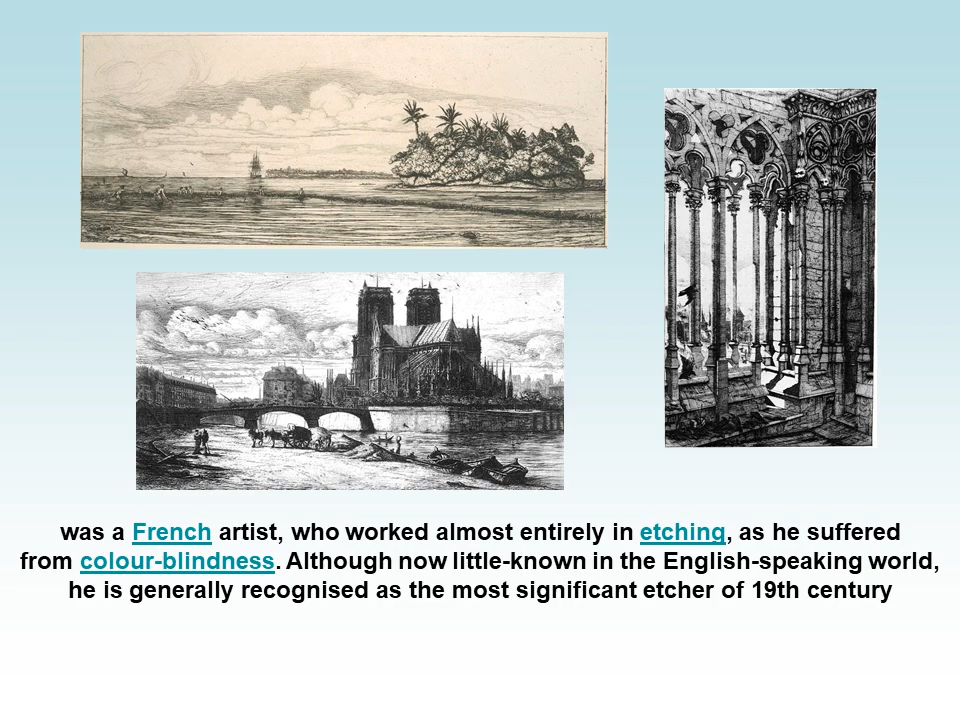 was a French artist, who worked almost entirely in etching, as he suffered
from colour-blindness. Although now little-known in the English-speaking world,
he is generally recognised as the most significant etcher of 19th century